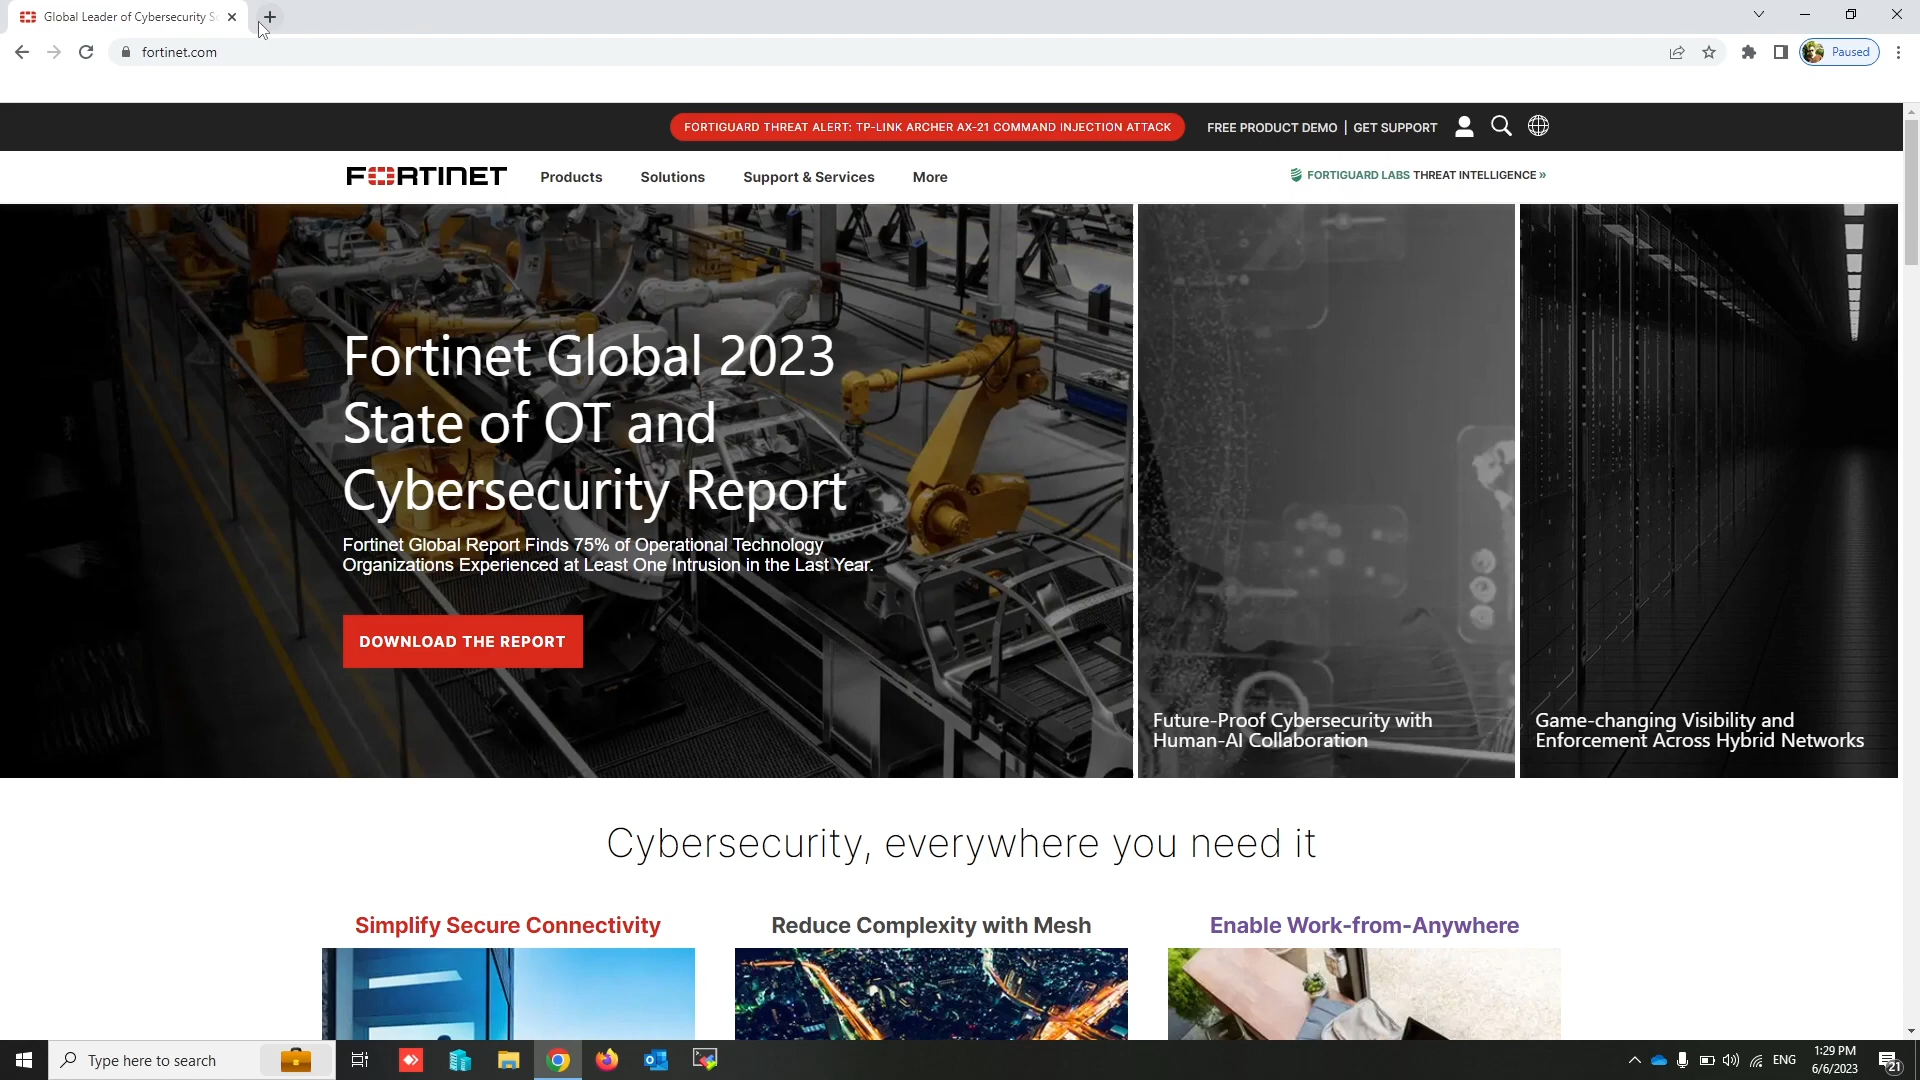 Global Leader of Cybersecurity S
fortinet.com
Paused
FORTIGUARD THREAT ALERT: TP-LINK ARCHER AX-21 COMMAND INJECTION ATTACK
FREE PRODUCT DEMO | GET SUPPORT
FORTINET
Products
Solutions
Support & Services
More
FORTIGUARD LABS THREAT INTELLIGENCE »
Fortinet Global 2023
State of OT and
Cybersecurity Report
Fortinet Global Report Finds 75% of Operational Technology
Organizations Experienced at Least One Intrusion in the Last Year.
DOWNLOAD THE REPORT
Future-Proof Cybersecurity with
Human-AI Collaboration
Game-changing Visibility and
Enforcement Across Hybrid Networks
Cybersecurity, everywhere you need it
Simplify Secure Connectivity
Reduce Complexity with Mesh
Enable Work-from-Anywhere
Type here to search
ENG
1:29 PM
6/6/2023
21